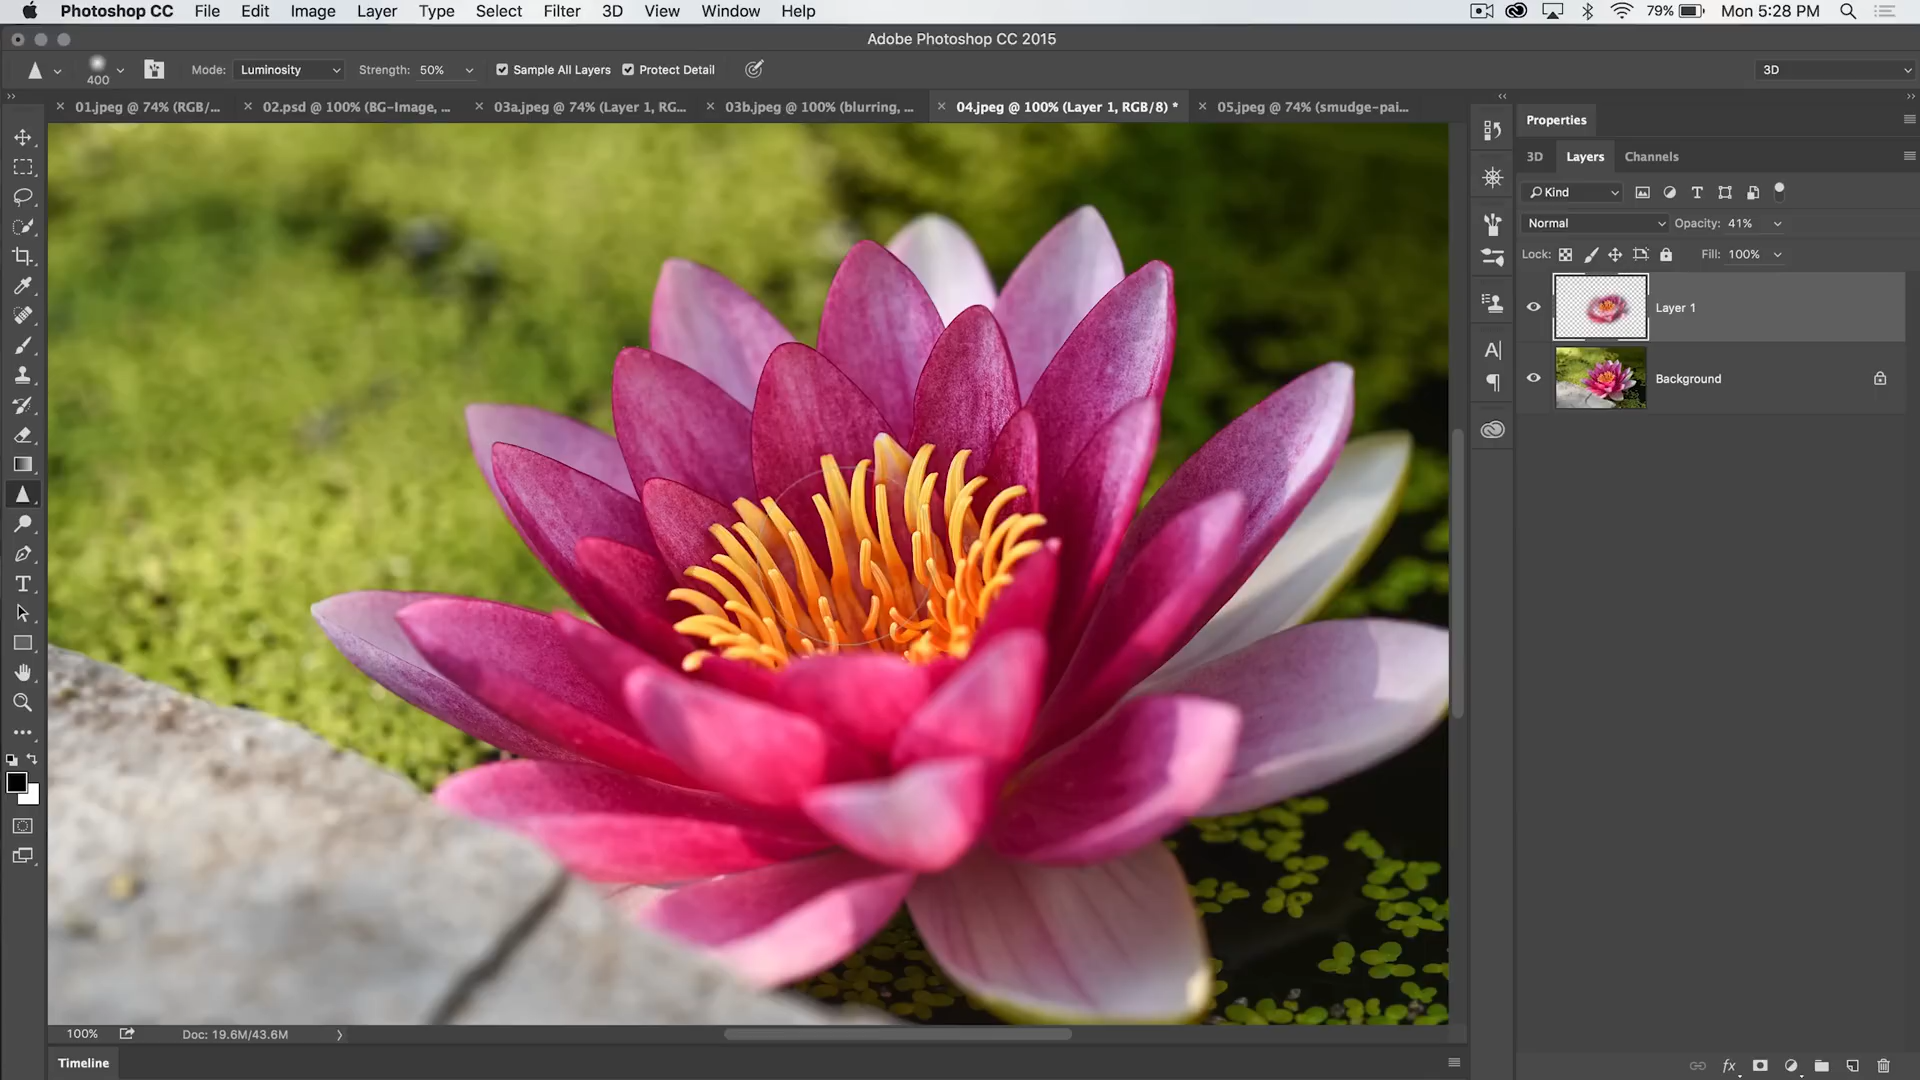 Photoshop CC File Edit Image Layer Type Select Filter 3D View Window Help 79% Mon 5:28 PM
Adobe Photoshop CC 2015
400 Mode: Luminosity Strength: 50% Sample All Layers Protect Detail 3D
01.jpeg @ 74% (RGB/... 02.psd @ 100% (BG-Image, ... 03a.jpeg @ 74% (Layer 1, RG... 03b.jpeg @ 100% (blurring, ... 04.jpeg @ 100% (Layer 1, RGB/8) * 05.jpeg @ 74% (smudge-pai...
Properties
3D Layers Channels
Kind
Normal Opacity: 41%
Lock: Fill: 100%
Layer 1
Background
100% Doc: 19.6M/43.6M
Timeline
fx